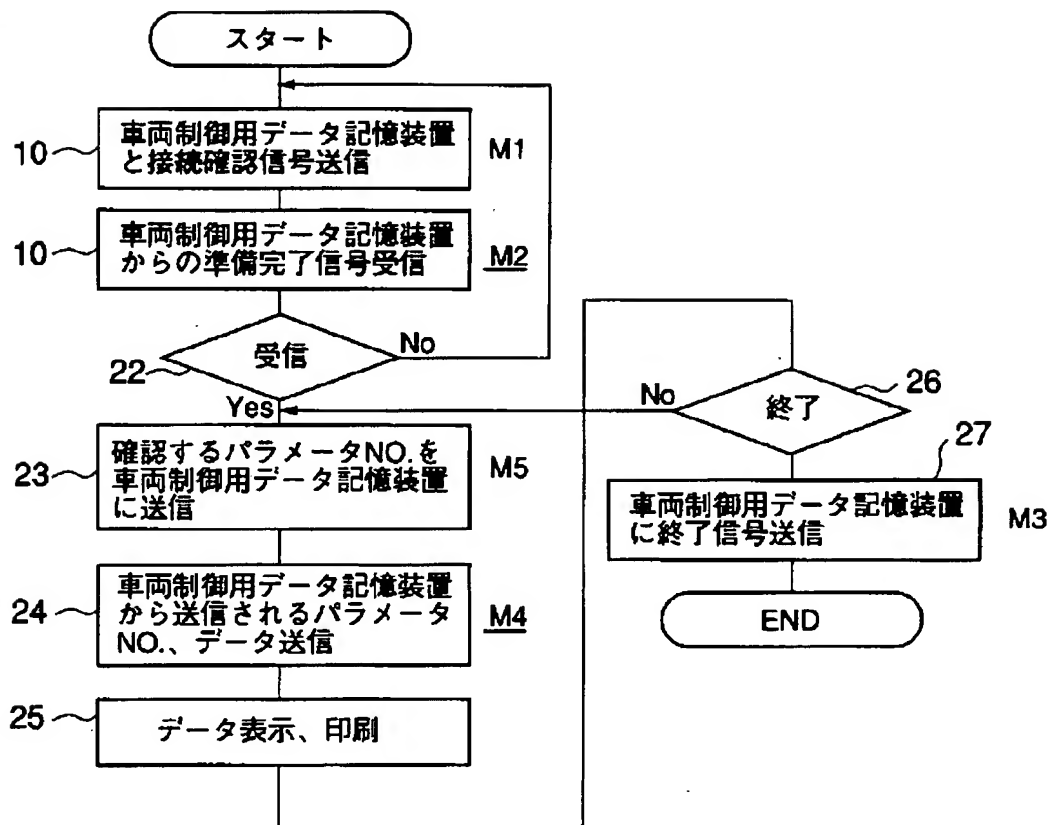 スタート
10
車両制御用データ記憶装置
と接続確認信号送信
M1
10
車両制御用データ記憶装置
からの準備完了信号受信
M2
受信
No
22
Yes
確認するパラメータNO.を
車両制御用データ記憶装置
に送信
23
M5
車両制御用データ記憶装置
から送信されるパラメータ
NO.、データ送信
24
M4
25
データ表示、印刷
No
終了
26
27
車両制御用データ記憶装置
に終了信号送信
M3
END